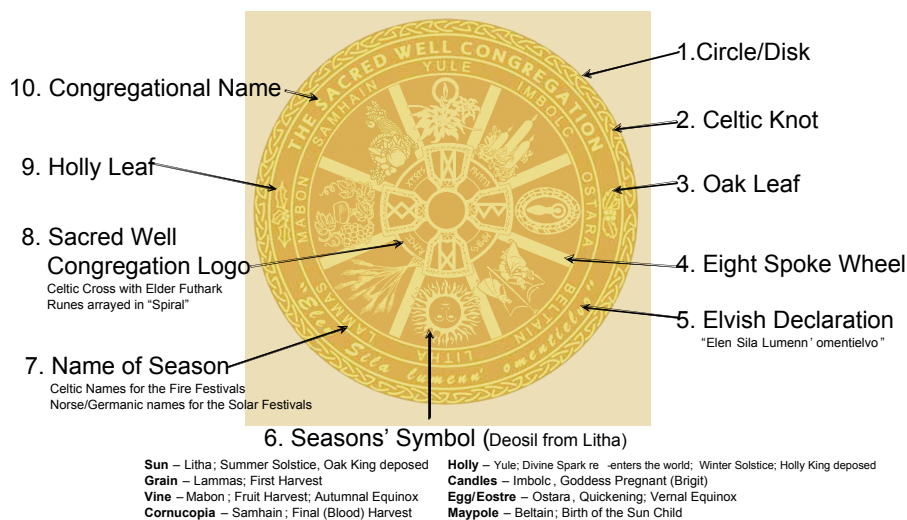 1.Circle/Disk
10. Congregational Name
2. Celtic Knot
9. Holly Leaf
3. Oak Leaf
8. Sacred Well
Congregation Logo
Celtic Cross with Elder Futhark
Runes arrayed in “Spiral”
4. Eight Spoke Wheel
5. Elvish Declaration
“Elen Sila Lumenn’ omentielvo”
7. Name of Season
Celtic Names for the Fire Festivals
Norse/Germanic names for the Solar Festivals
THE SACRED WELL CONGREGATION
YULE
IMBOLC
OSTARA
BELTAIN
LITHA
LAMMAS
MABON
SAMHAIN
"Elen Sila lumenn' omentielvo"
6. Seasons’ Symbol (Deosil from Litha)
Sun – Litha; Summer Solstice, Oak King deposed
Grain – Lammas; First Harvest
Vine – Mabon; Fruit Harvest; Autumnal Equinox
Cornucopia – Samhain; Final (Blood) Harvest
Holly – Yule; Divine Spark re -enters the world; Winter Solstice; Holly King deposed
Candles – Imbolc, Goddess Pregnant (Brigit)
Egg/Eostre – Ostara, Quickening; Vernal Equinox
Maypole – Beltain; Birth of the Sun Child